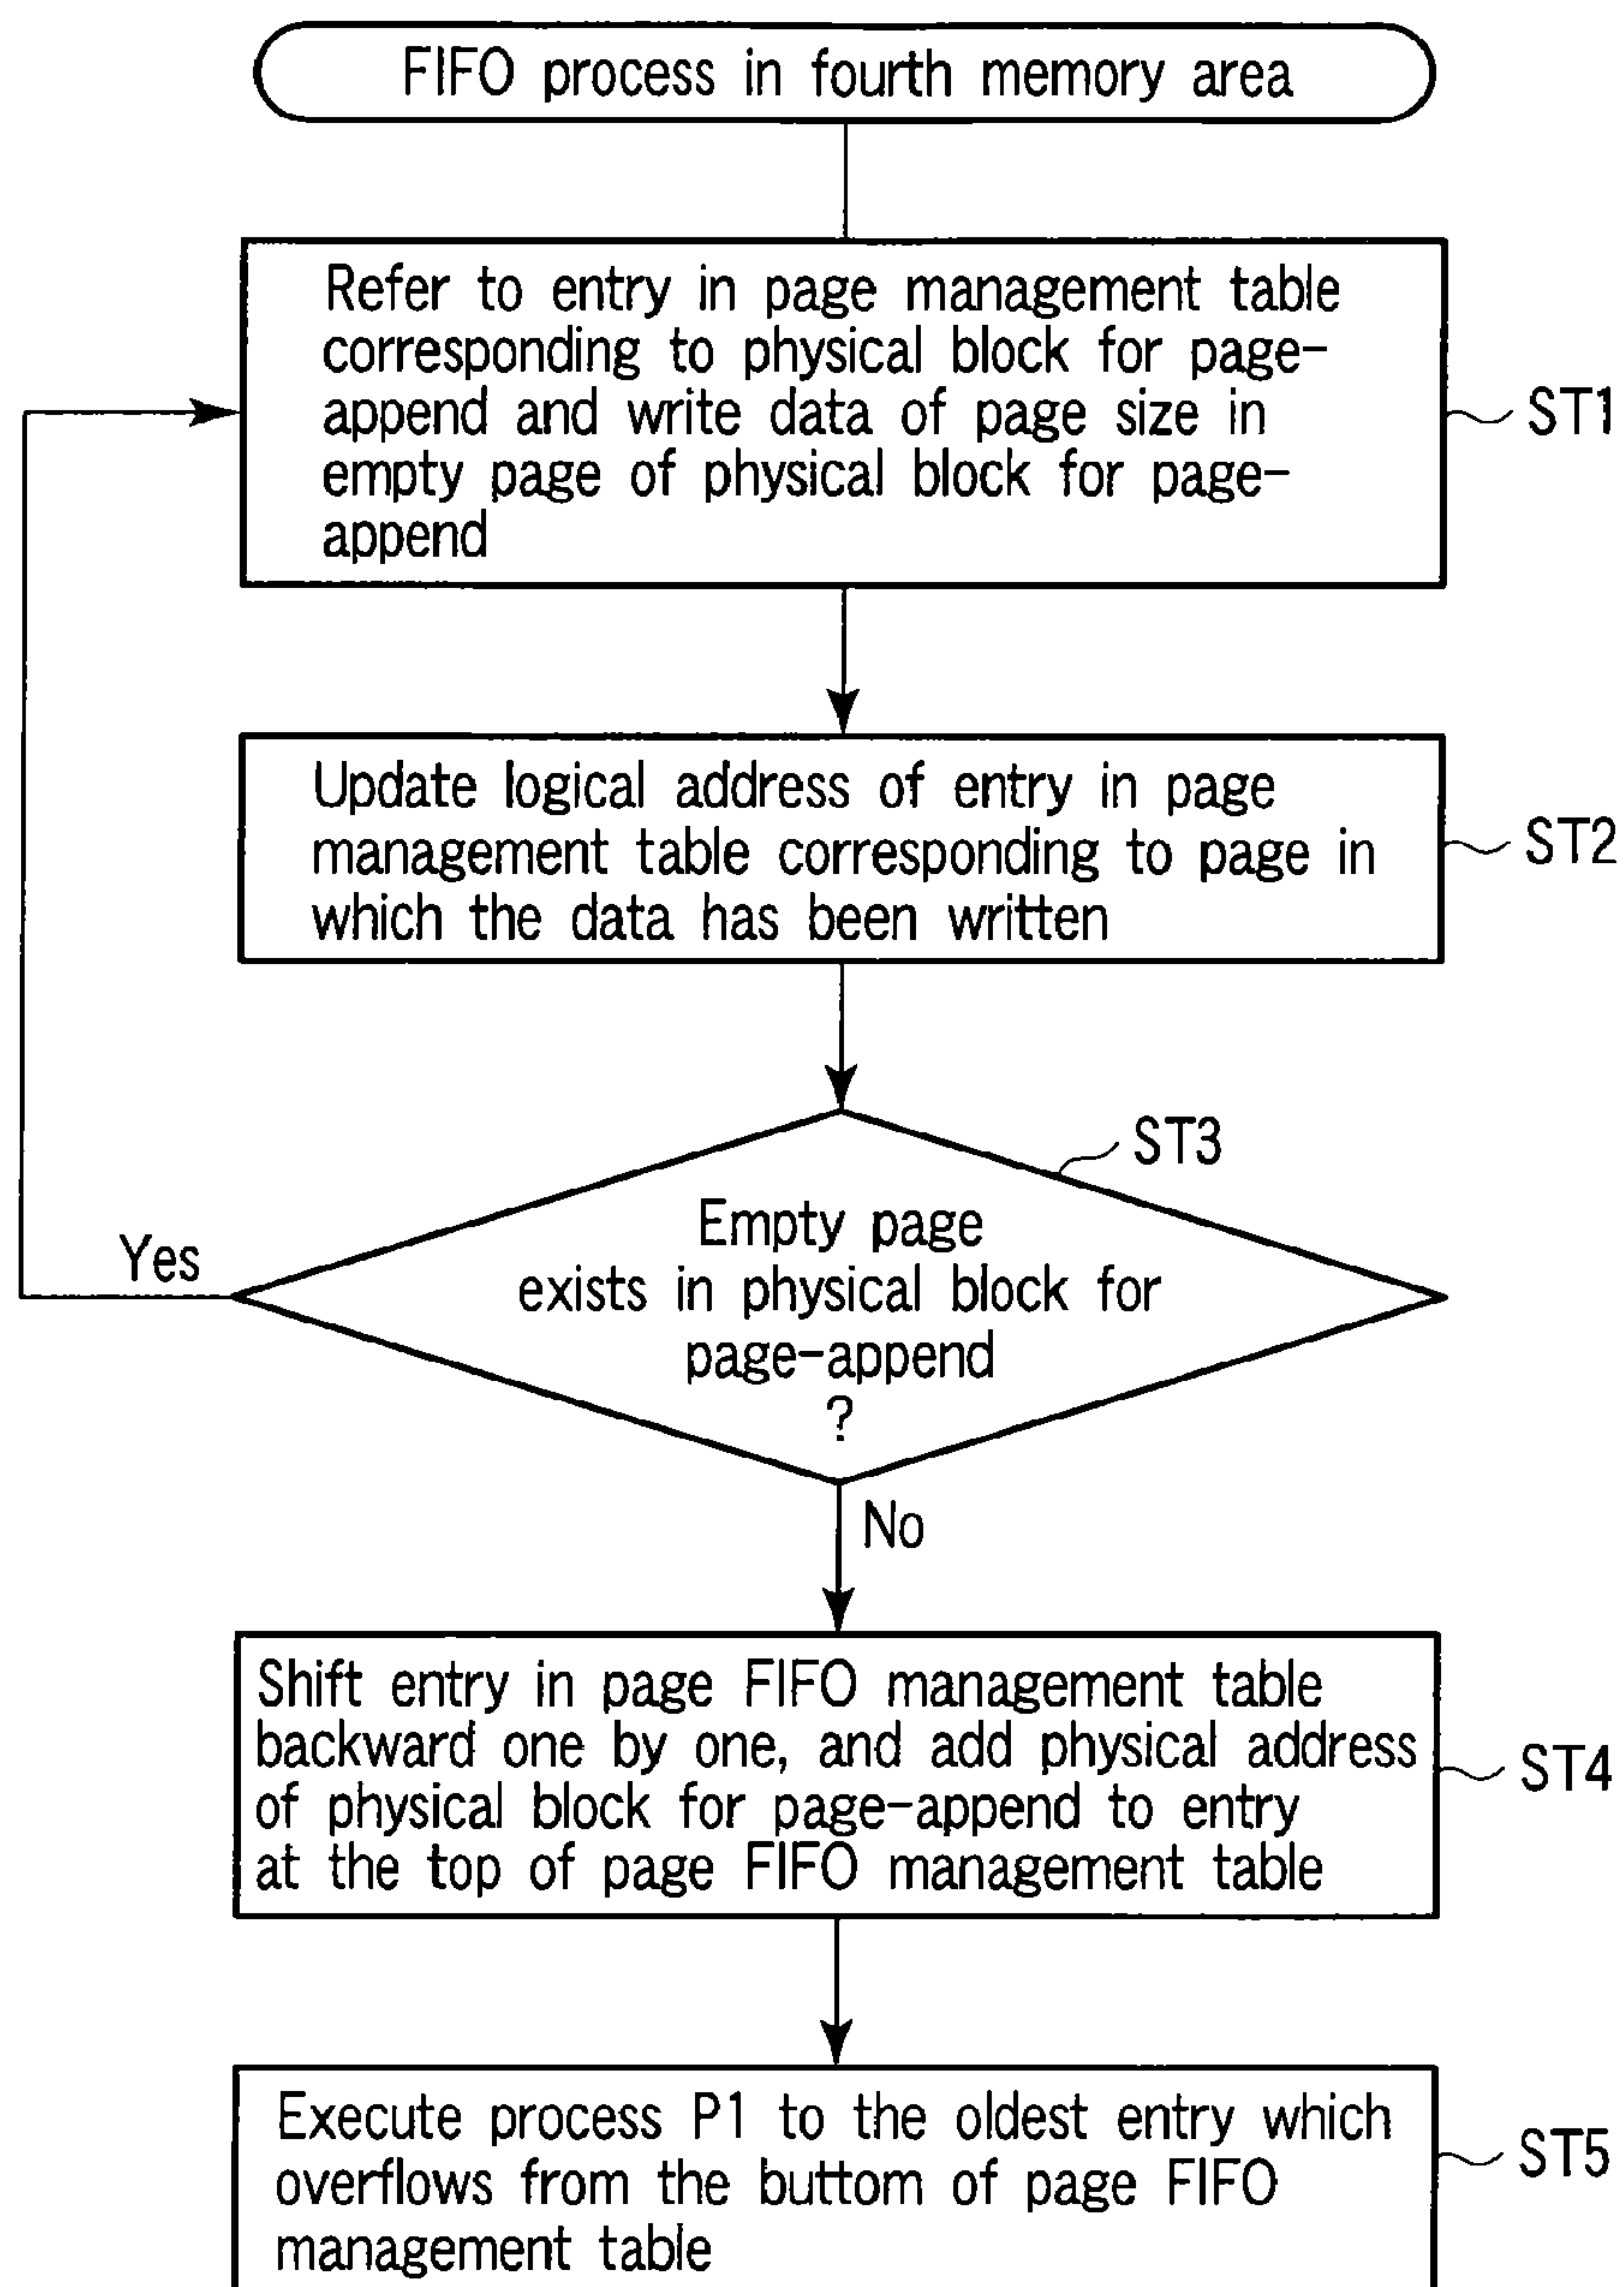 FIFO process in fourth memory area
Refer to entry in page management table
corresponding to physical block for page-
append and write data of page size in
empty page of physical block for page-
append
ST1
Update logical address of entry in page
management table corresponding to page in
which the data has been written
ST2
ST3
Empty page
exists in physical block for
page-append
?
Yes
No
Shift entry in page FIFO management table
backward one by one, and add physical address
of physical block for page-append to entry
at the top of page FIFO management table
ST4
Execute process P1 to the oldest entry which
overflows from the buttom of page FIFO
management table
ST5